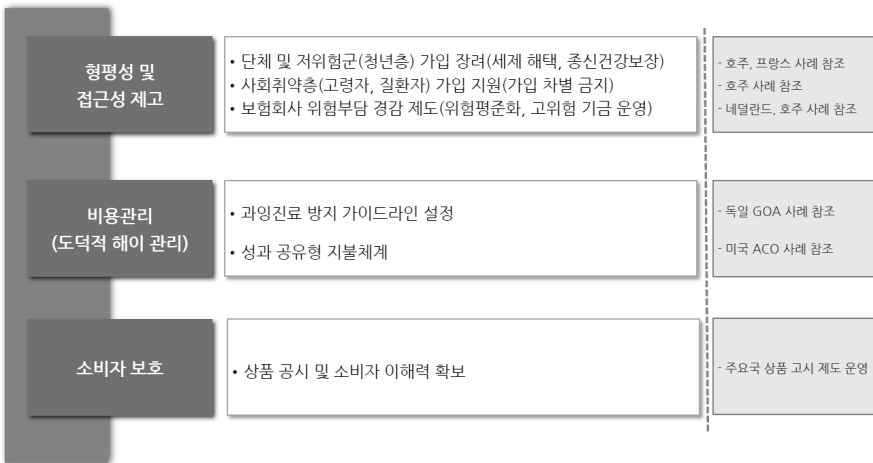 형평성 및
접근성 제고
• 단체 및 저위험군(청년층) 가입 장려(세제 해택, 종신건강보장)
• 사회취약층(고령자, 질환자) 가입 지원(가입 차별 금지)
• 보험회사 위험부담 경감 제도(위험평준화, 고위험 기금 운영)
- 호주, 프랑스 사례 참조
- 호주 사례 참조
- 네덜란드, 호주 사례 참조
비용관리
(도덕적 해이 관리)
• 과잉진료 방지 가이드라인 설정
• 성과 공유형 지불체계
- 독일 GOA 사례 참조
- 미국 ACO 사례 참조
소비자 보호
• 상품 공시 및 소비자 이해력 확보
- 주요국 상품 고시 제도 운영